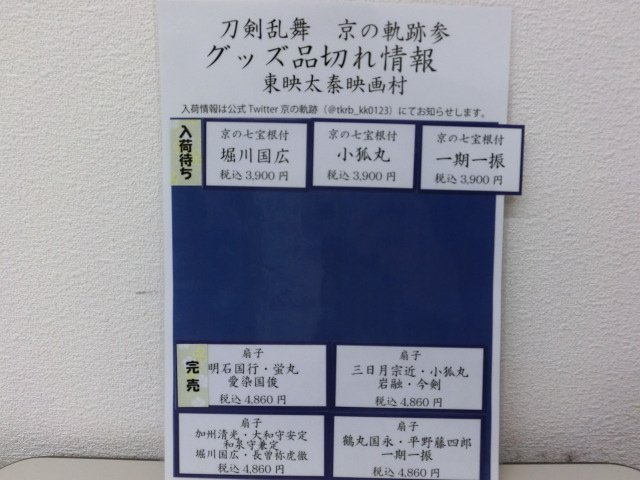 刀剣乱舞　京の軌跡参
グッズ品切れ情報
東映太秦映画村
入荷情報は公式 Twitter 京の軌跡（@tkrb_kk0123）にてお知らせします。
入荷待ち
京の七宝根付
堀川国広
税込 3,900 円
京の七宝根付
小狐丸
税込 3,900 円
京の七宝根付
一期一振
税込 3,900 円
完売
扇子
明石国行・蛍丸
愛染国俊
税込 4,860 円
扇子
三日月宗近・小狐丸
岩融・今剣
税込 4,860 円
扇子
加州清光・大和守安定
和泉守兼定
堀川国広・長曽祢虎徹
税込 4,860 円
扇子
鶴丸国永・平野藤四郎
一期一振
税込 4,860 円